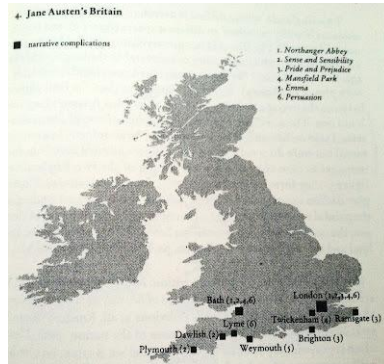 4. Jane Austen's Britain
narrative complications
1. Northanger Abbey
2. Sense and Sensibility
3. Pride and Prejudice
4. Mansfield Park
5. Emma
6. Persuasion
Bath (1,2,4,6)
London (1,2,3,4,6)
Lyme (6)
Twickenham (4)
Ramsgate (3)
Dawlish (2)
Weymouth (5)
Brighton (3)
Plymouth (2)